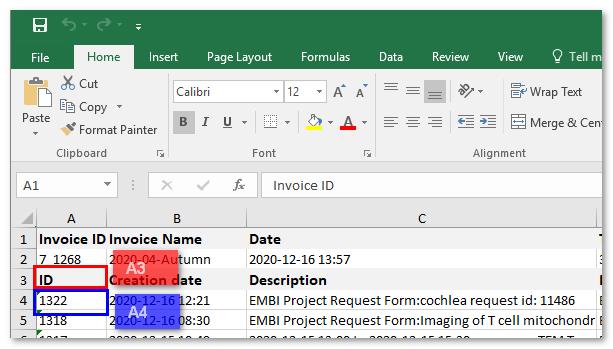 File Home Insert Page Layout Formulas Data Review View Tell m
Cut
Calibri 12 A A Wrap Text
Copy
Paste Format Painter B I U A Merge & Cen
Clipboard Font Alignment
A1 fx Invoice ID
A B C
1 Invoice ID Invoice Name Date
2 7_1268 2020-04-Autumn 2020-12-16 13:57
A3
3 ID Creation date Description
4 1322 2020-12-16 12:21 EMBI Project Request Form:cochlea request id: 11486
A4
5 1318 2020-12-16 08:30 EMBI Project Request Form:Imaging of T cell mitochondr